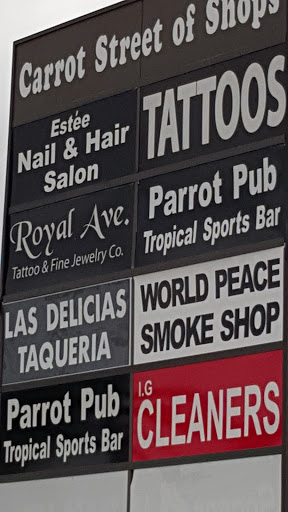 Carrot Street of Shops
Estée
Nail & Hair
Salon
TATTOOS
Royal Ave.
Tattoo & Fine Jewelry Co.
Parrot Pub
Tropical Sports Bar
LAS DELICIAS
TAQUERIA
WORLD PEACE
SMOKE SHOP
Parrot Pub
Tropical Sports Bar
I.G
CLEANERS